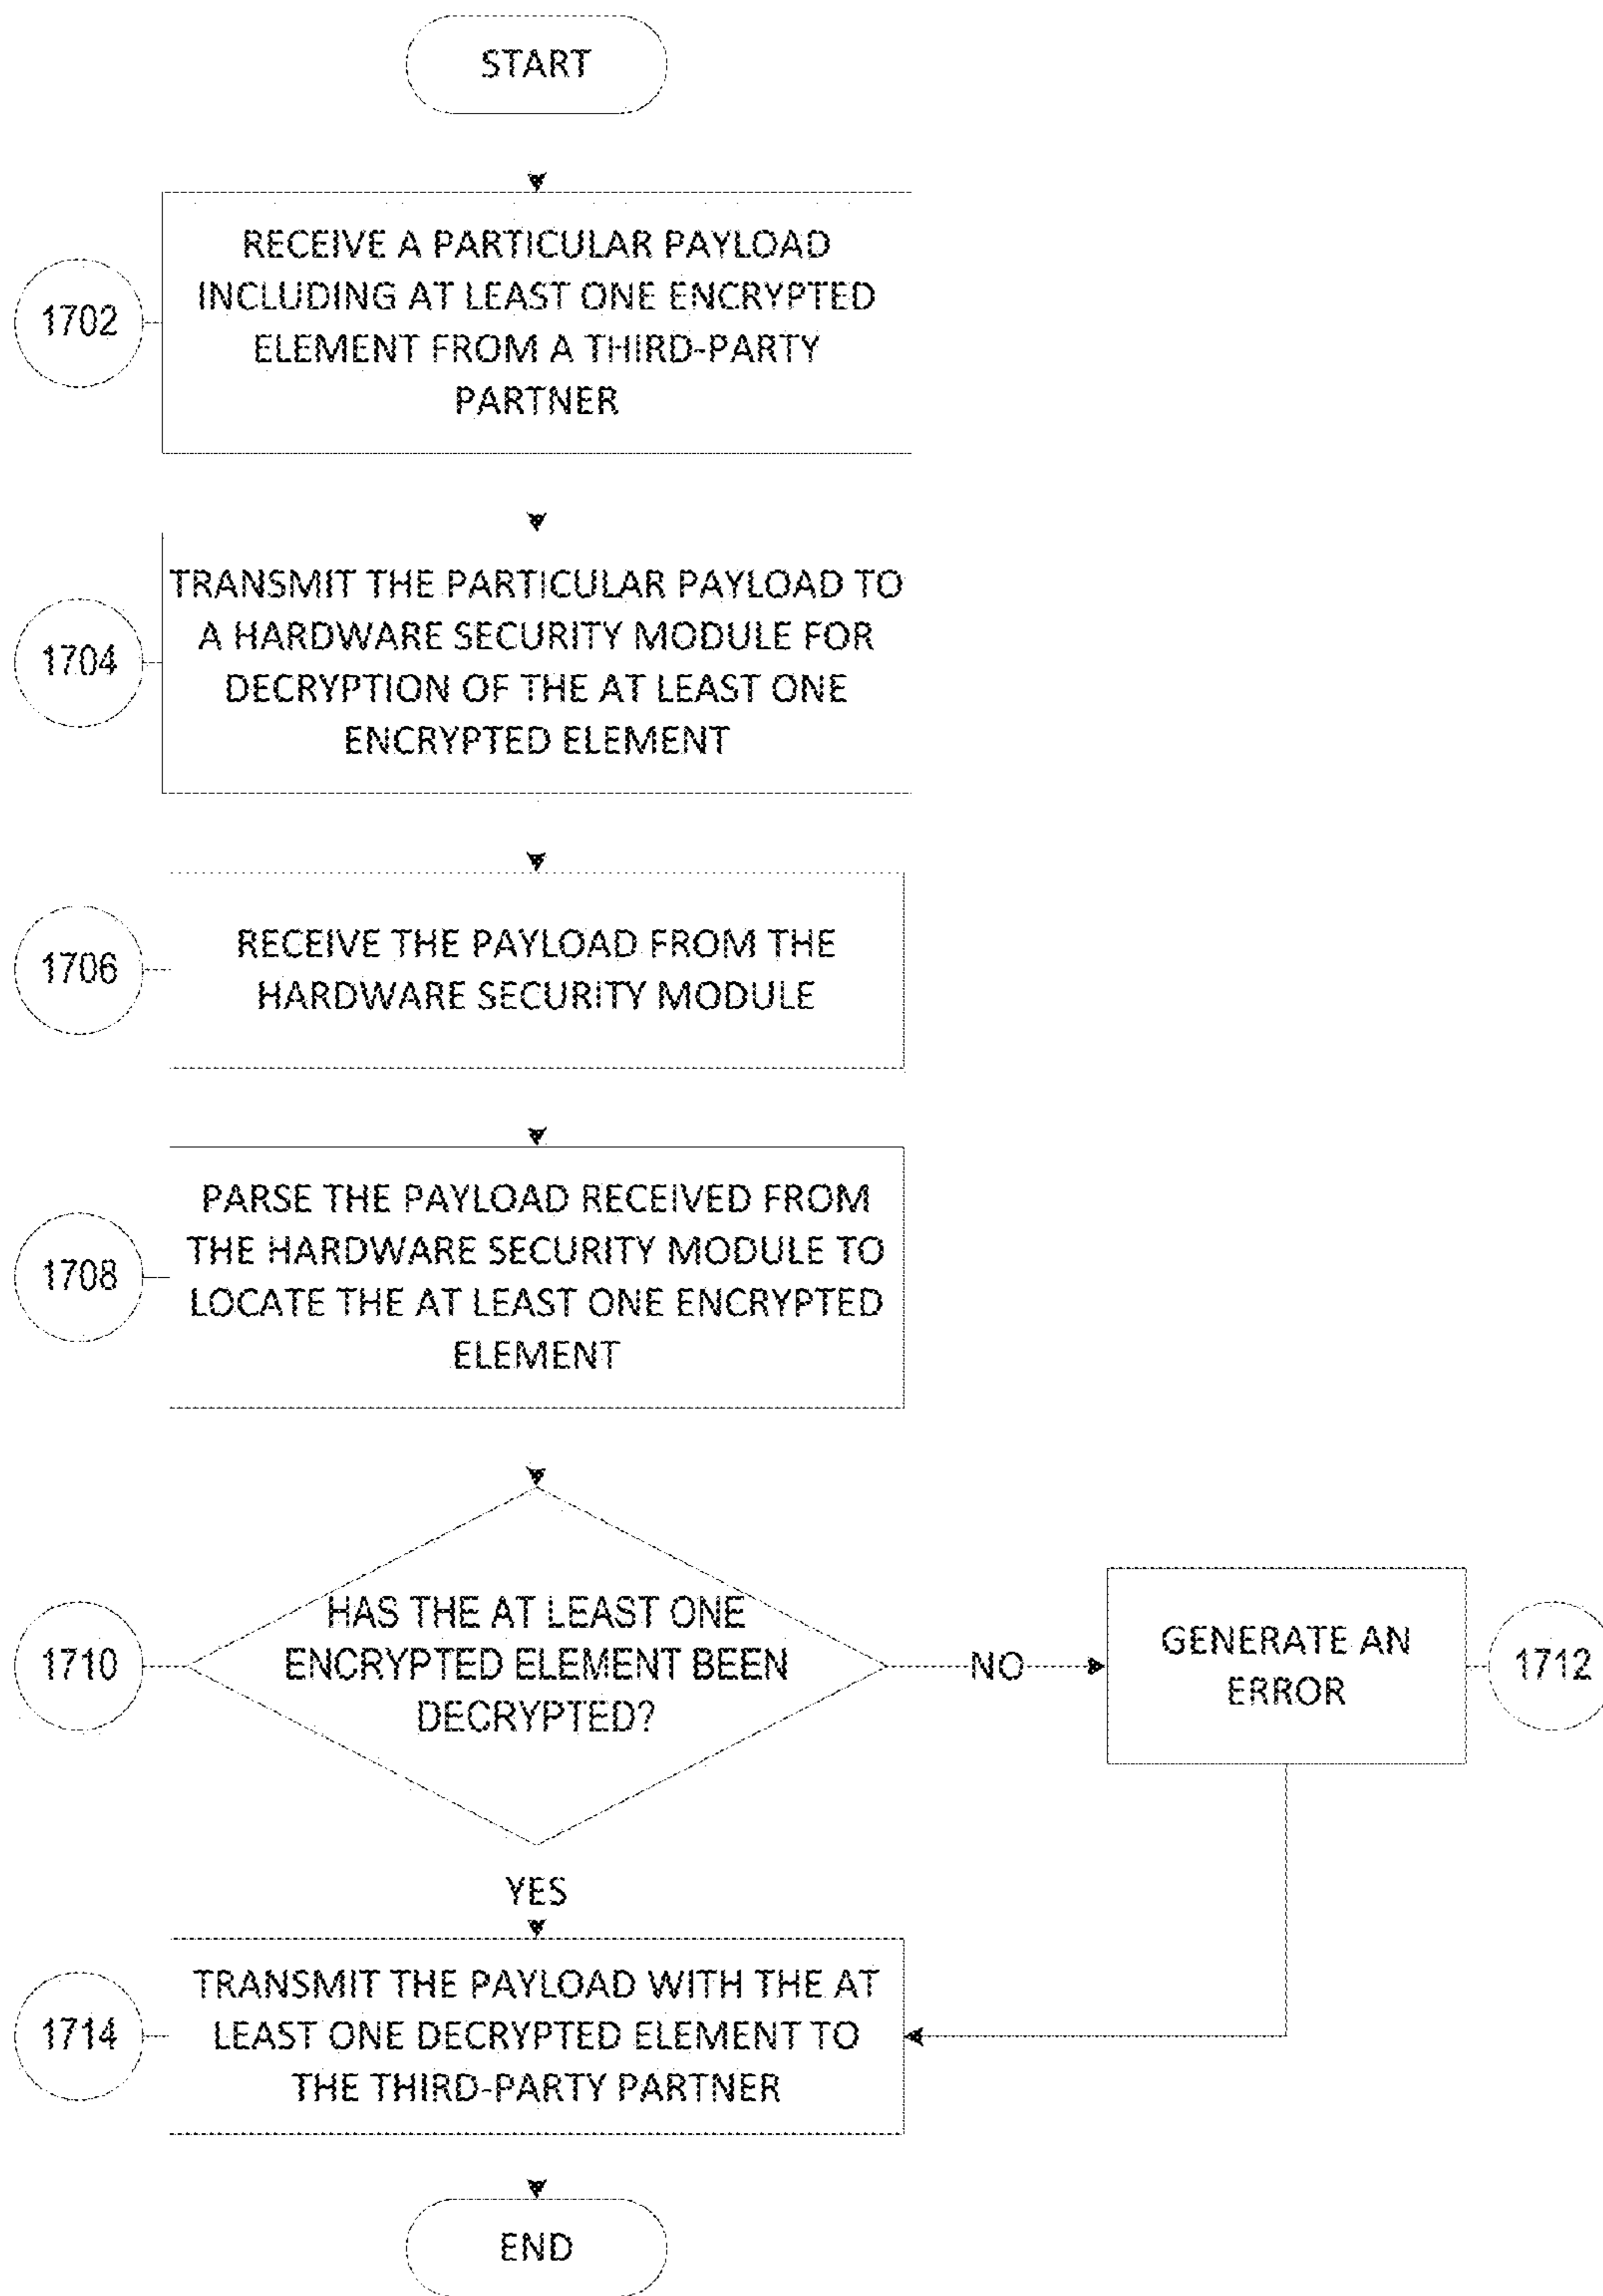 START
1702
RECEIVE A PARTICULAR PAYLOAD
INCLUDING AT LEAST ONE ENCRYPTED
ELEMENT FROM A THIRD-PARTY
PARTNER
1704
TRANSMIT THE PARTICULAR PAYLOAD TO
A HARDWARE SECURITY MODULE FOR
DECRYPTION OF THE AT LEAST ONE
ENCRYPTED ELEMENT
1706
RECEIVE THE PAYLOAD FROM THE
HARDWARE SECURITY MODULE
1708
PARSE THE PAYLOAD RECEIVED FROM
THE HARDWARE SECURITY MODULE TO
LOCATE THE AT LEAST ONE ENCRYPTED
ELEMENT
1710
HAS THE AT LEAST ONE
ENCRYPTED ELEMENT BEEN
DECRYPTED?
NO
GENERATE AN
ERROR
1712
YES
1714
TRANSMIT THE PAYLOAD WITH THE AT
LEAST ONE DECRYPTED ELEMENT TO
THE THIRD-PARTY PARTNER
END